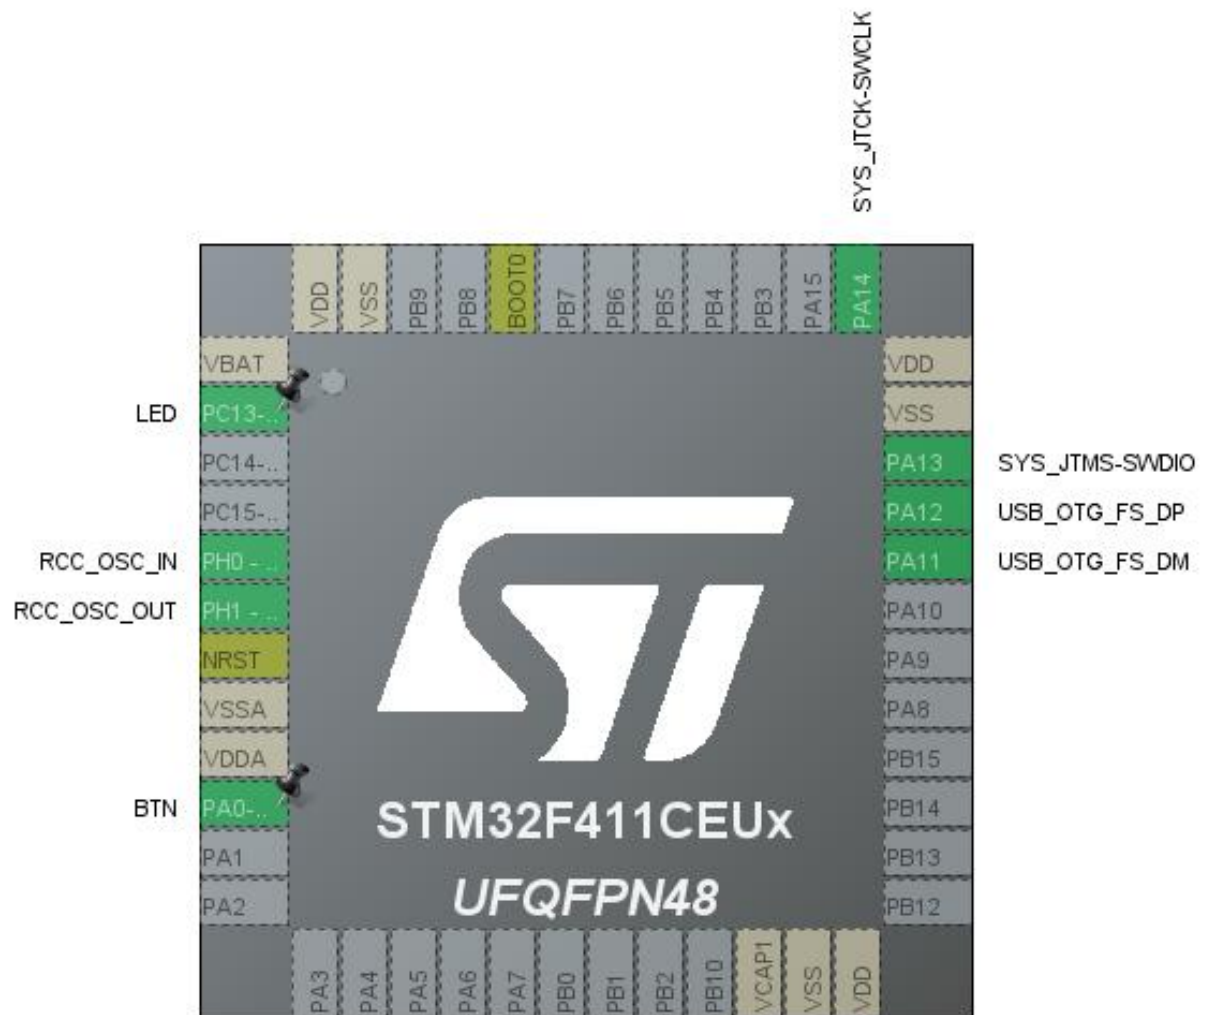 SYS_JTCK-SWCLK
VDD
VSS
PB9
PB8
BOOT0
PB7
PB6
PB5
PB4
PB3
PA15
PA14
VBAT
VDD
LED PC13-..
VSS
PC14-..
PA13 SYS_JTMS-SWDIO
PC15-..
PA12 USB_OTG_FS_DP
RCC_OSC_IN PH0 - ..
PA11 USB_OTG_FS_DM
RCC_OSC_OUT PH1 - ..
PA10
NRST
PA9
VSSA
PA8
VDDA
PB15
BTN PA0-..
PB14
PA1
PB13
PA2
PB12
ST
STM32F411CEUx
UFQFPN48
PA3
PA4
PA5
PA6
PA7
PB0
PB1
PB2
PB10
VCAP1
VSS
VDD